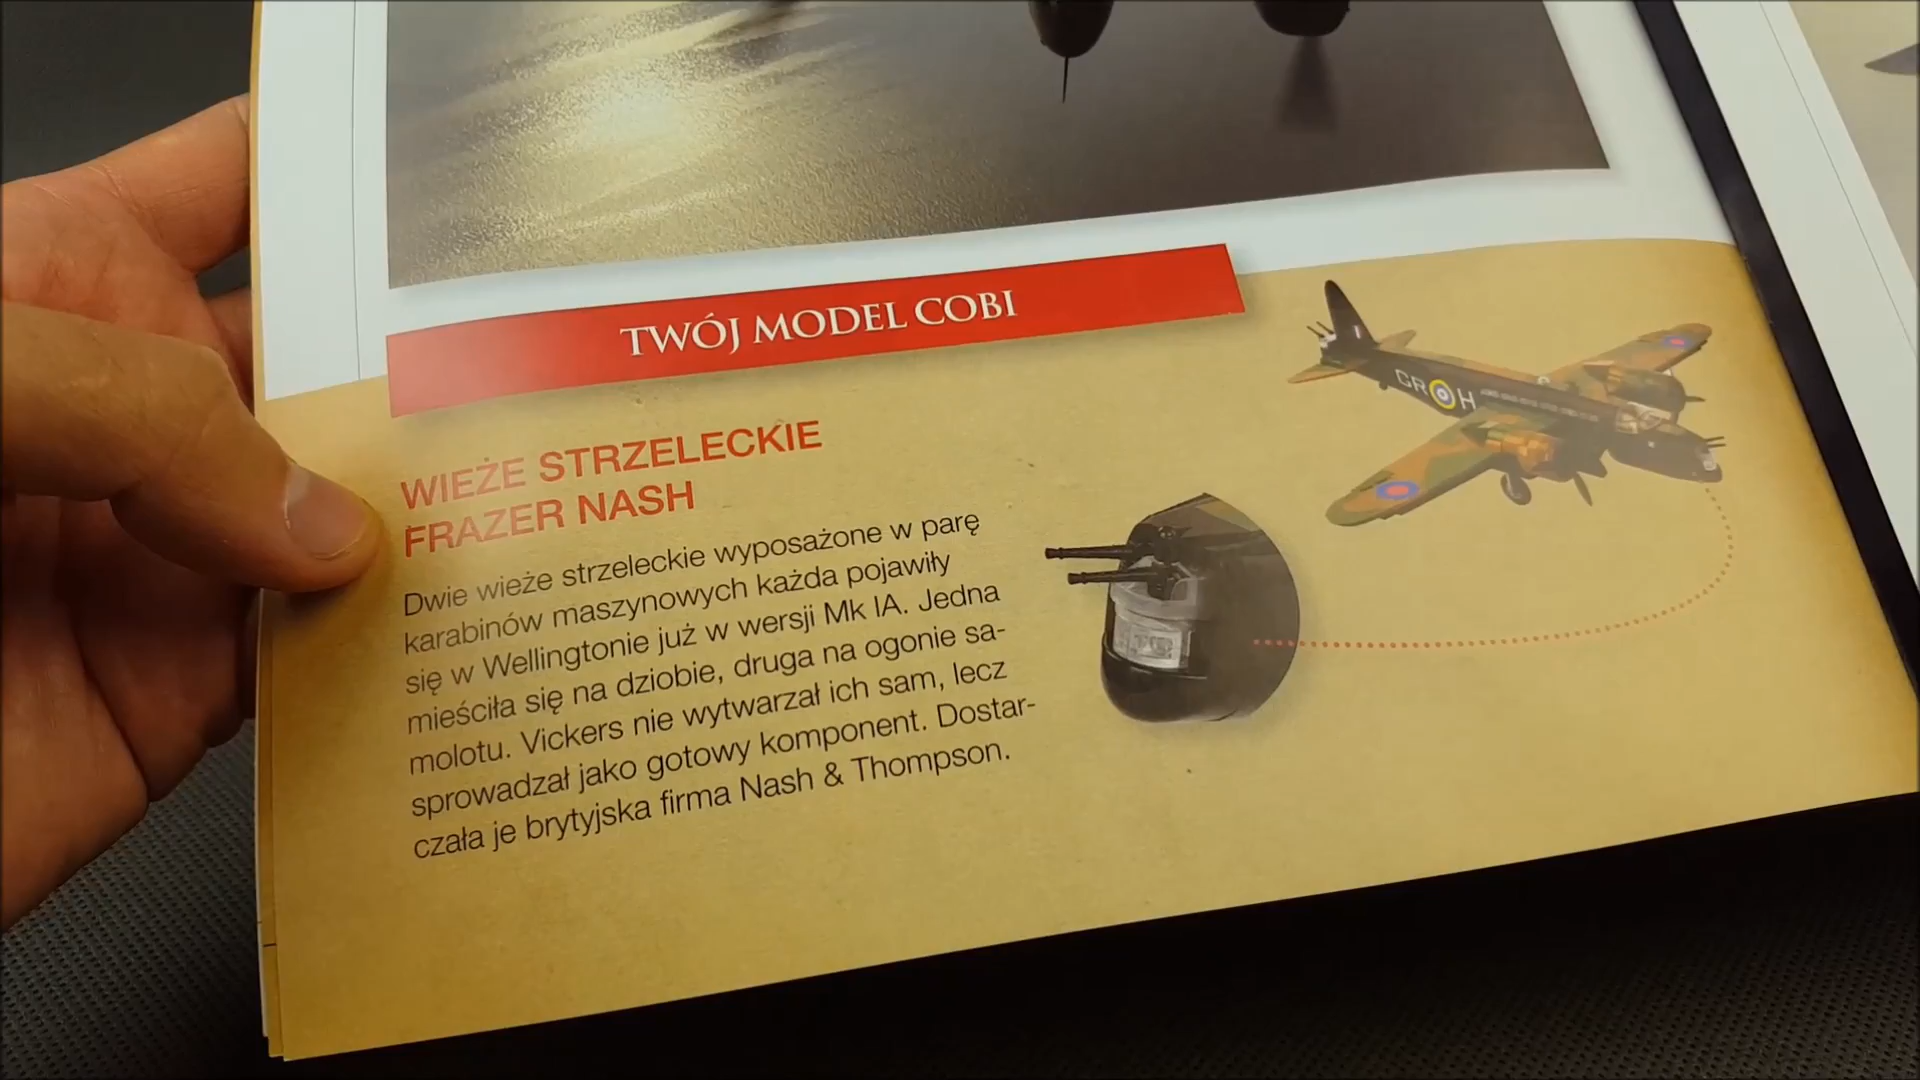 TWÓJ MODEL COBI
WIEŻE STRZELECKIE
FRAZER NASH
Dwie wieże strzeleckie wyposażone w parę
karabinów maszynowych każda pojawiły
się w Wellingtonie już w wersji Mk IA. Jedna
mieściła się na dziobie, druga na ogonie sa-
molotu. Vickers nie wytwarzał ich sam, lecz
sprowadzał jako gotowy komponent. Dostar-
czała je brytyjska firma Nash & Thompson.
GR H